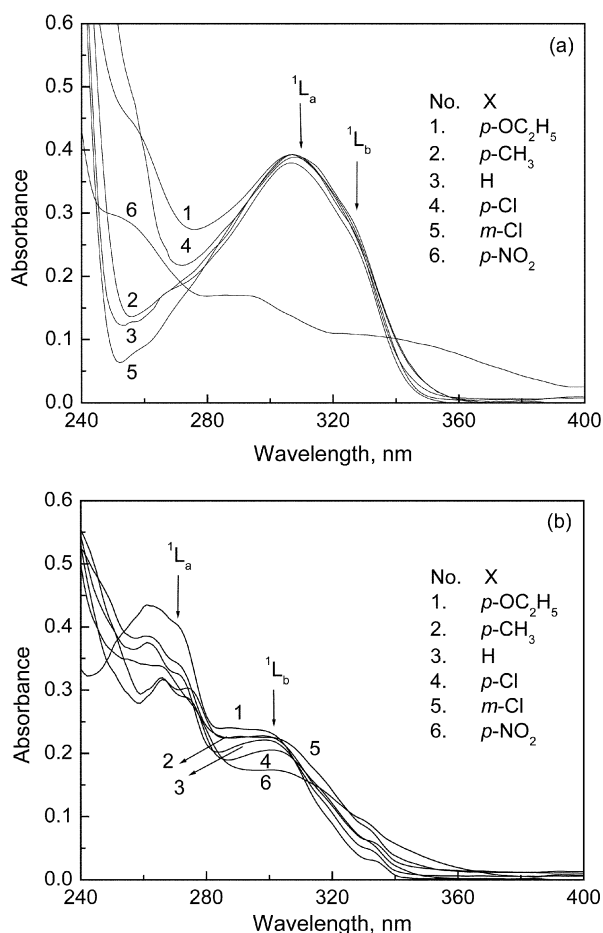 0.6
0.5
0.4
0.3
0.2
0.1
0.0
Absorbance
(a)
¹Lₐ
¹L_b
No. X
1. p-OC₂H₅
2. p-CH₃
3. H
4. p-Cl
5. m-Cl
6. p-NO₂
6
1
4
2
3
5
240 280 320 360 400
Wavelength, nm
0.6
0.5
0.4
0.3
0.2
0.1
0.0
Absorbance
(b)
¹Lₐ
¹L_b
No. X
1. p-OC₂H₅
2. p-CH₃
3. H
4. p-Cl
5. m-Cl
6. p-NO₂
1
5
2
4
3
6
240 280 320 360 400
Wavelength, nm